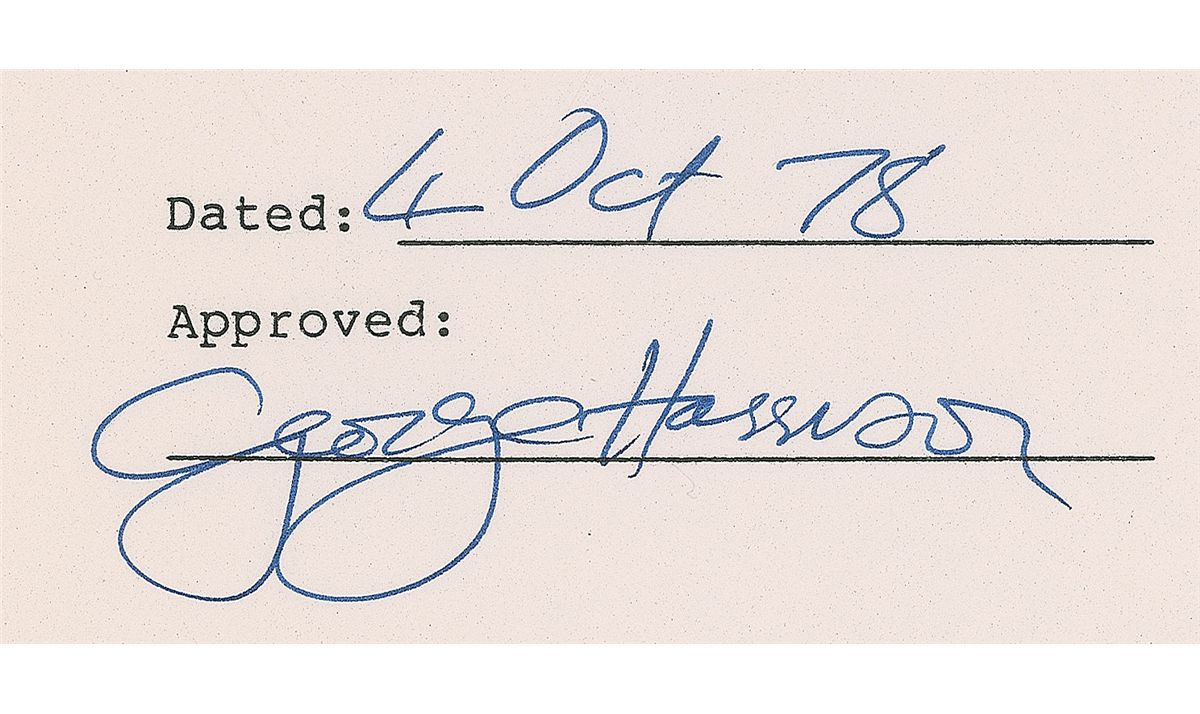 Dated: 4 Oct 78
Approved:
George Harrison